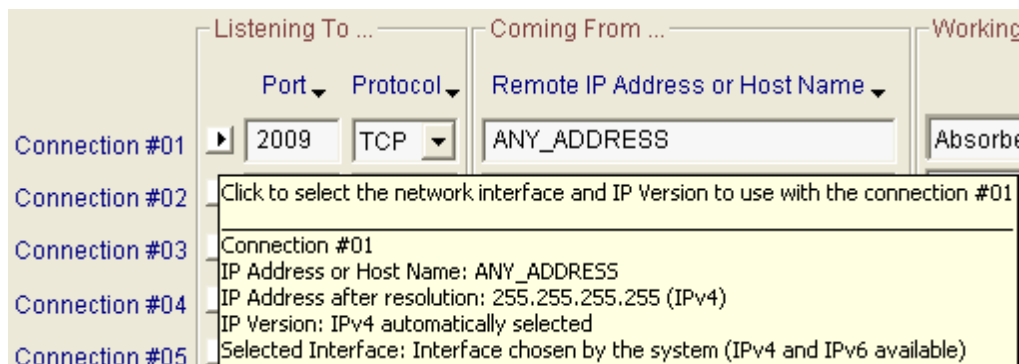 Listening To ... Coming From ... Working
Port Protocol Remote IP Address or Host Name
Connection #01 2009 TCP ANY_ADDRESS
Connection #02 Click to select the network interface and IP Version to use with the connection #01
Connection #03 Connection #01
IP Address or Host Name: ANY_ADDRESS
Connection #04 IP Address after resolution: 255.255.255.255 (IPv4)
IP Version: IPv4 automatically selected
Connection #05 Selected Interface: Interface chosen by the system (IPv4 and IPv6 available)